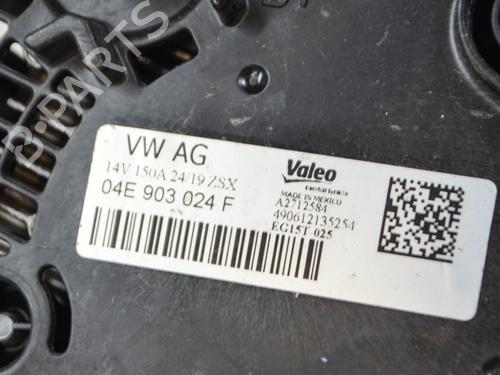 VW AG
14V 150A 24/19 ZSX
04E 903 024 F
Valeo
MADE IN MEXICO
A2712584
490612135254
EG15T 025
B-PARTS